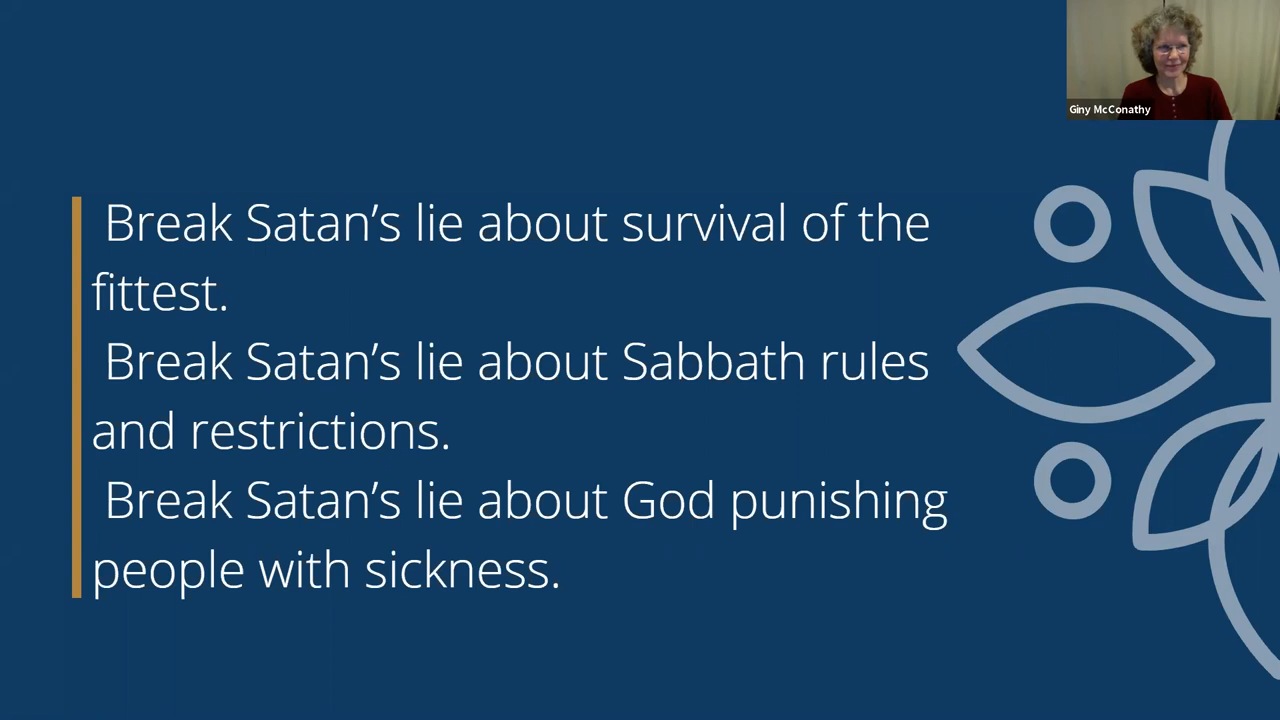 Giny McConathy
Break Satan’s lie about survival of the
fittest.
Break Satan’s lie about Sabbath rules
and restrictions.
Break Satan’s lie about God punishing
people with sickness.